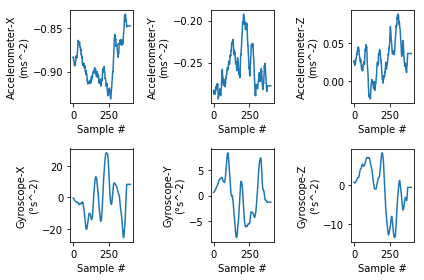 Accelerometer-X
(ms^-2)
−0.85
−0.90
0
250
Sample #
Accelerometer-Y
(ms^-2)
−0.20
−0.25
0
250
Sample #
Accelerometer-Z
(ms^-2)
0.05
0.00
0
250
Sample #
Gyroscope-X
(°s^-2)
20
0
−20
0
250
Sample #
Gyroscope-Y
(°s^-2)
5
0
−5
0
250
Sample #
Gyroscope-Z
(°s^-2)
0
−10
0
250
Sample #